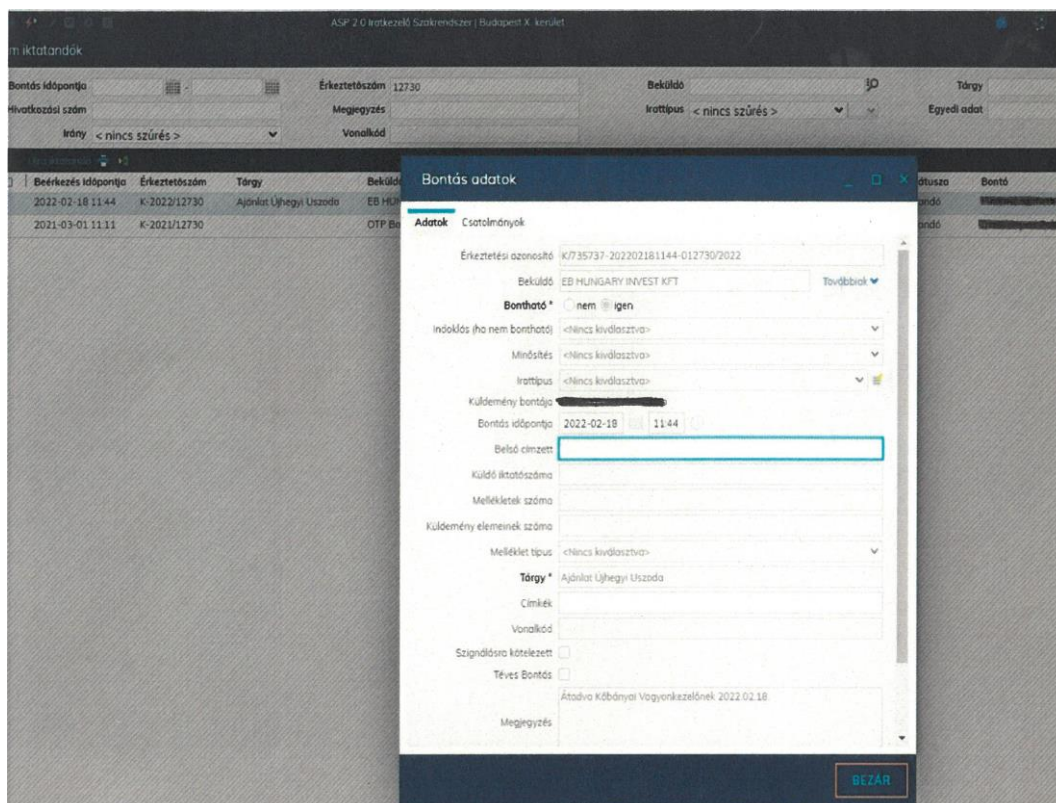 ASP 2.0 Iratkezelő Szakrendszer | Budapest X. kerület
m iktatandók
Bontás időpontja - Érkeztetőszám 12730 Beküldő Tárgy
Hivatkozási szám Megjegyzés Irattípus < nincs szűrés > Egyedi adat
Irány < nincs szűrés > Vonalkód
Beérkezés időpontja Érkeztetőszám Tárgy Beküldő Bontó
2022-02-18 11:44 K-2022/12730 Ajánlat Újhegyi Uszoda EB HU
2021-03-01 11:11 K-2021/12730 OTP Ba
Bontás adatok
Adatok Csatolmányok
Érkeztetési azonosító K/735737-202202181144-012730/2022
Beküldő EB HUNGARY INVEST KFT Továbbiak
Bontható * nem igen
Indoklás (ha nem bontható) <Nincs kiválasztva>
Minősítés <Nincs kiválasztva>
Irattípus <Nincs kiválasztva>
Küldemény bontója
Bontás időpontja 2022-02-18 11:44
Belső címzett
Küldő iktatószáma
Mellékletek száma
Küldemény elemeinek száma
Melléklet típus <Nincs kiválasztva>
Tárgy * Ajánlat Újhegyi Uszoda
Címkék
Vonalkód
Szignálásra kötelezett
Téves Bontás
Átadva Kőbányai Vagyonkezelőnek 2022.02.18.
Megjegyzés
BEZÁR